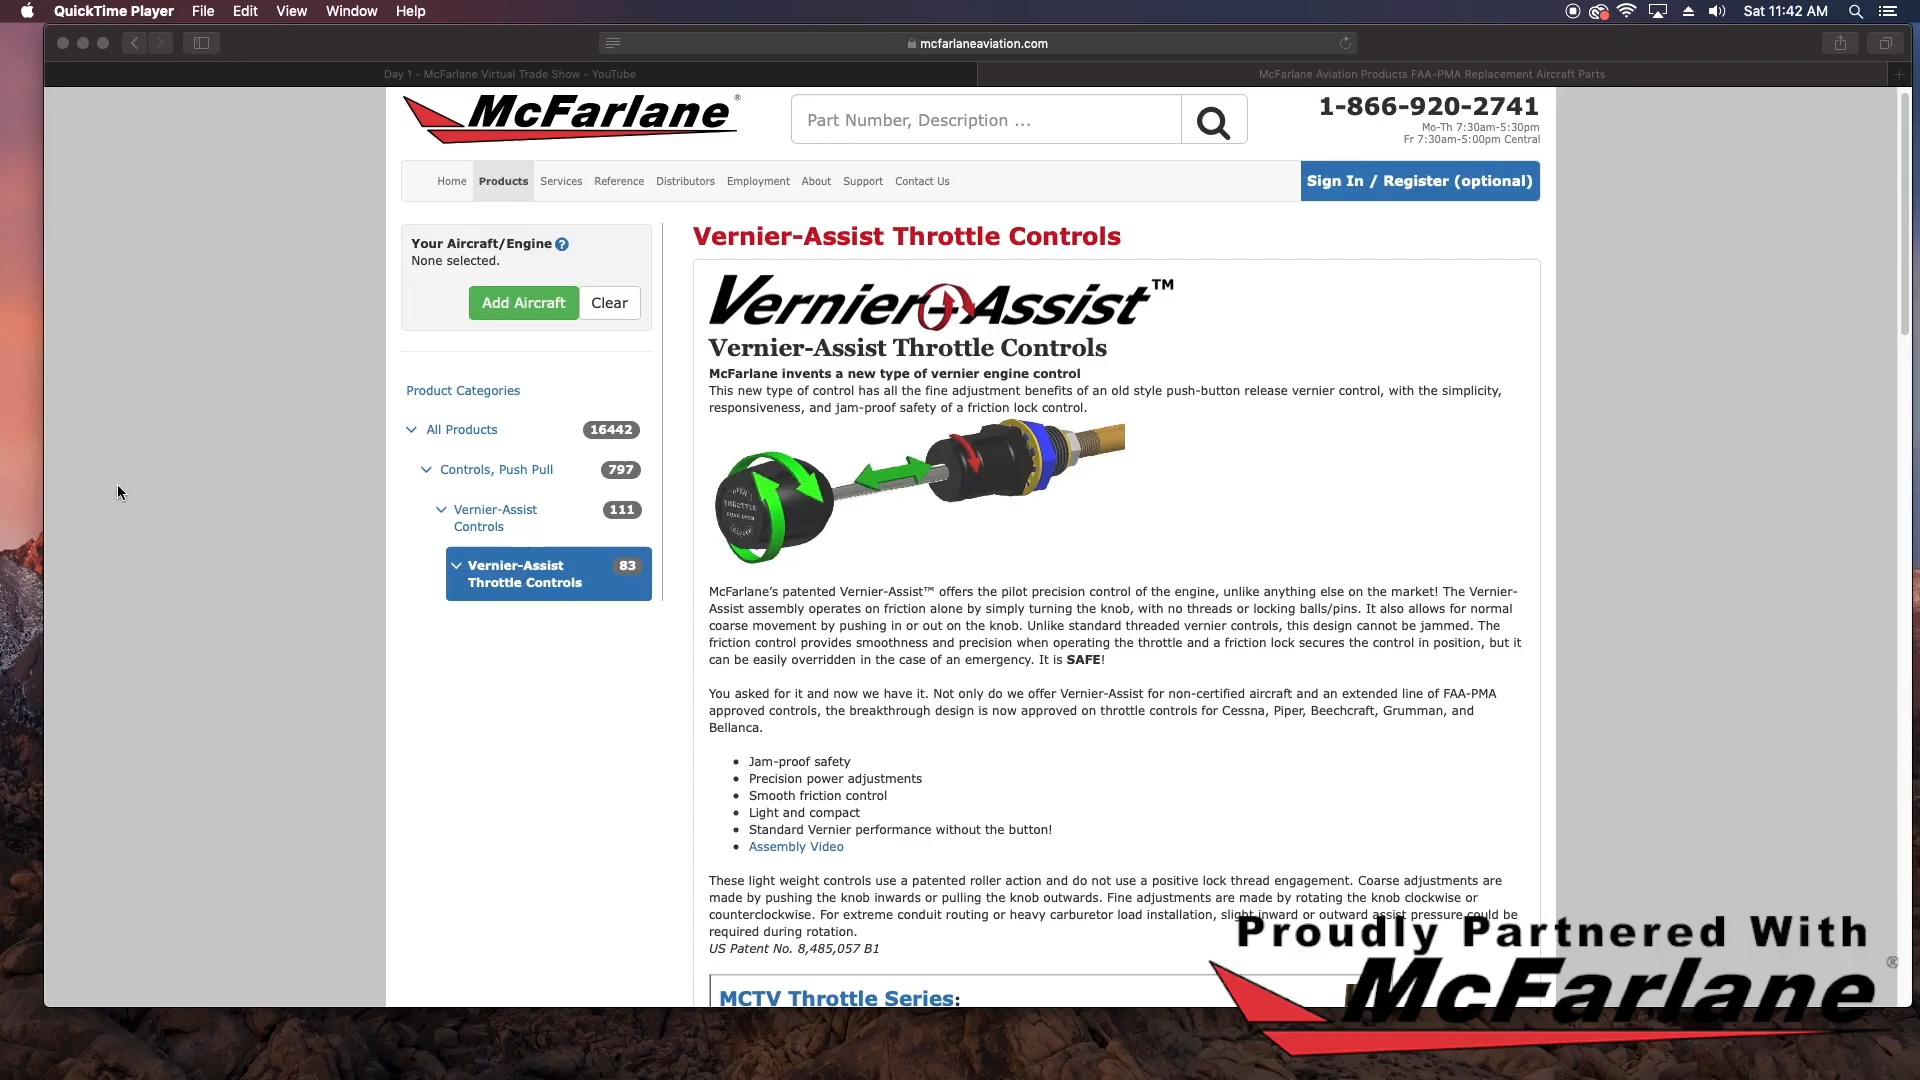 QuickTime Player File Edit View Window Help Sat 11:42 AM
mcfarlaneaviation.com
Day 1 - McFarlane Virtual Trade Show - YouTube
McFarlane Aviation Products FAA-PMA Replacement Aircraft Parts
McFarlane®
Part Number, Description ...
1-866-920-2741
Mo-Th 7:30am-5:30pm
Fr 7:30am-5:00pm Central
Home Products Services Reference Distributors Employment About Support Contact Us
Sign In / Register (optional)
Your Aircraft/Engine ?
None selected.
Add Aircraft Clear
Product Categories
All Products 16442
Controls, Push Pull 797
Vernier-Assist 111
Controls
Vernier-Assist 83
Throttle Controls
Vernier-Assist Throttle Controls
Vernier-Assist™
Vernier-Assist Throttle Controls
McFarlane invents a new type of vernier engine control
This new type of control has all the fine adjustment benefits of an old style push-button release vernier control, with the simplicity,
responsiveness, and jam-proof safety of a friction lock control.
THROTTLE
McFarlane's patented Vernier-Assist™ offers the pilot precision control of the engine, unlike anything else on the market! The Vernier-
Assist assembly operates on friction alone by simply turning the knob, with no threads or locking balls/pins. It also allows for normal
coarse movement by pushing in or out on the knob. Unlike standard threaded vernier controls, this design cannot be jammed. The
friction control provides smoothness and precision when operating the throttle and a friction lock secures the control in position, but it
can be easily overridden in the case of an emergency. It is SAFE!
You asked for it and now we have it. Not only do we offer Vernier-Assist for non-certified aircraft and an extended line of FAA-PMA
approved controls, the breakthrough design is now approved on throttle controls for Cessna, Piper, Beechcraft, Grumman, and
Bellanca.
• Jam-proof safety
• Precision power adjustments
• Smooth friction control
• Light and compact
• Standard Vernier performance without the button!
• Assembly Video
These light weight controls use a patented roller action and do not use a positive lock thread engagement. Coarse adjustments are
made by pushing the knob inwards or pulling the knob outwards. Fine adjustments are made by rotating the knob clockwise or
counterclockwise. For extreme conduit routing or heavy carburetor load installation, slight inward or outward assist pressure could be
required during rotation.
US Patent No. 8,485,057 B1
MCTV Throttle Series:
Proudly Partnered With
McFarlane®